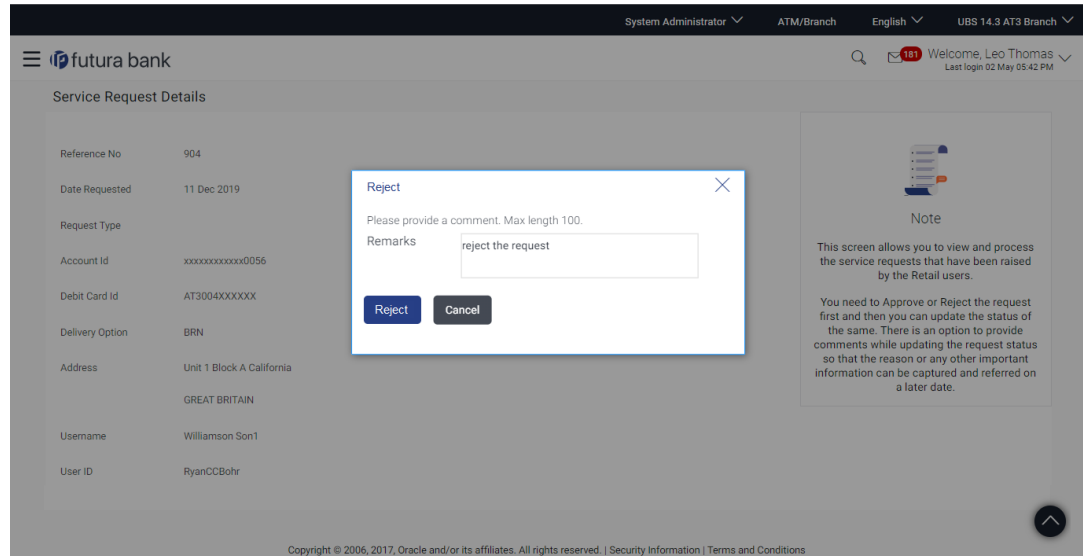 System Administrator ATM/Branch English UBS 14.3 AT3 Branch
futura bank
181 Welcome, Leo Thomas
Last login 02 May 05:42 PM
Service Request Details
Reference No 904
Date Requested 11 Dec 2019
Request Type
Account Id xxxxxxxxxxxx0056
Debit Card Id AT3004XXXXXX
Delivery Option BRN
Address Unit 1 Block A California
GREAT BRITAIN
Username Williamson Son1
User ID RyanCCBohr
Reject
Please provide a comment. Max length 100.
Remarks reject the request
Reject Cancel
Note
This screen allows you to view and process
the service requests that have been raised
by the Retail users.
You need to Approve or Reject the request
first and then you can update the status of
the same. There is an option to provide
comments while updating the request status
so that the reason or any other important
information can be captured and referred on
a later date.
Copyright © 2006, 2017, Oracle and/or its affiliates. All rights reserved. | Security Information | Terms and Conditions